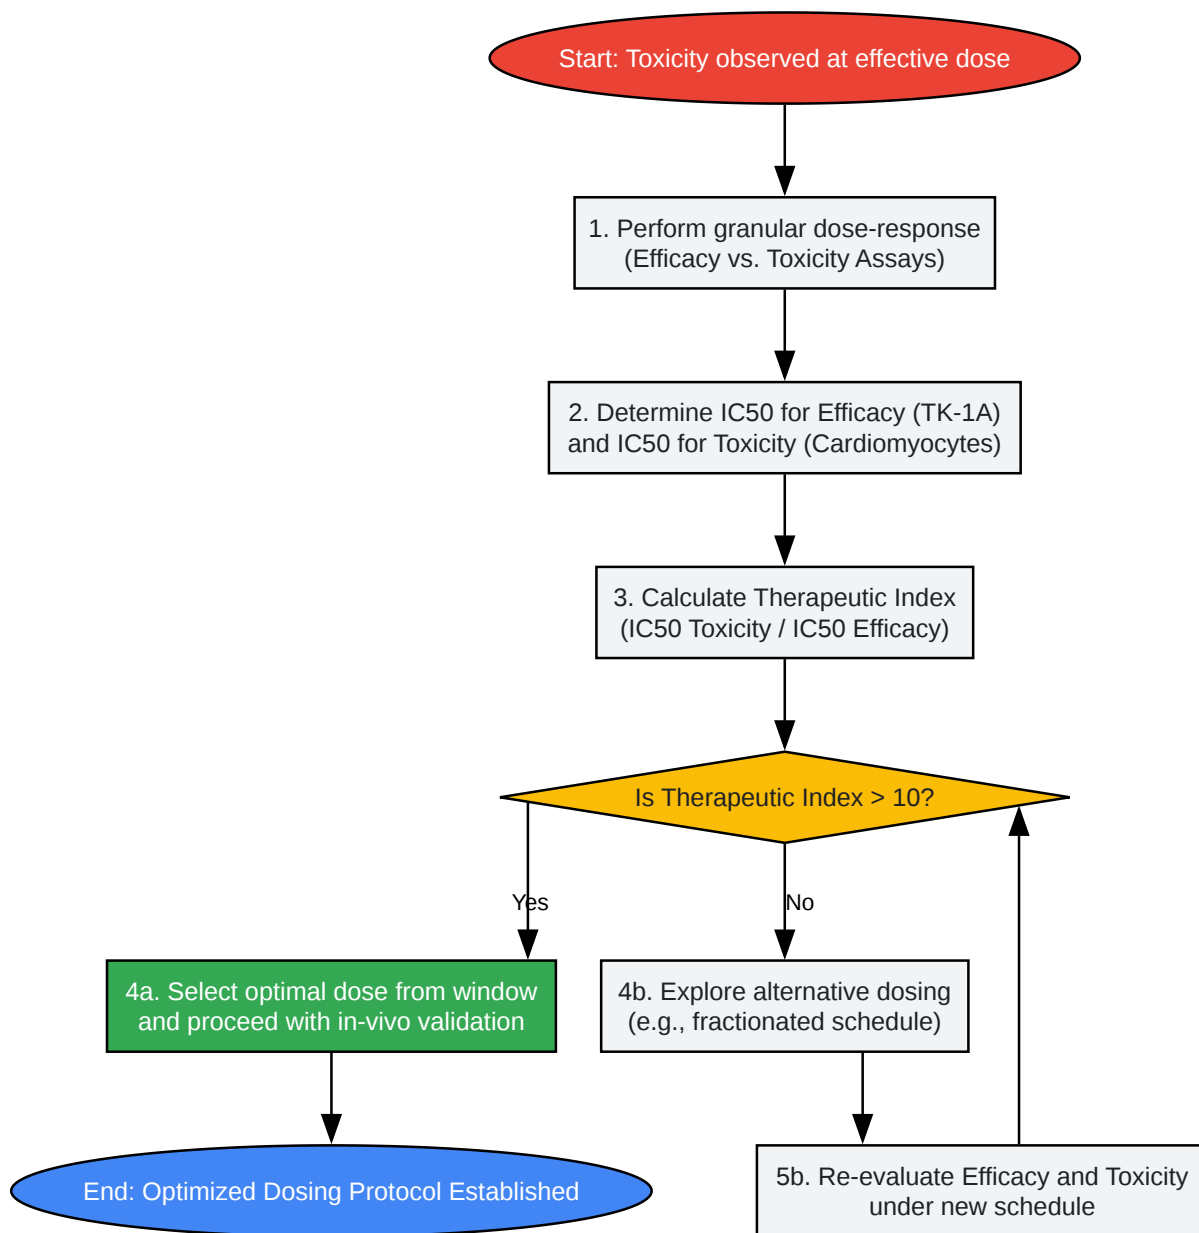 Start: Toxicity observed at effective dose
1. Perform granular dose-response
(Efficacy vs. Toxicity Assays)
2. Determine IC50 for Efficacy (TK-1A)
and IC50 for Toxicity (Cardiomyocytes)
3. Calculate Therapeutic Index
(IC50 Toxicity / IC50 Efficacy)
Is Therapeutic Index > 10?
Yes
No
4a. Select optimal dose from window
and proceed with in-vivo validation
4b. Explore alternative dosing
(e.g., fractionated schedule)
End: Optimized Dosing Protocol Established
5b. Re-evaluate Efficacy and Toxicity
under new schedule